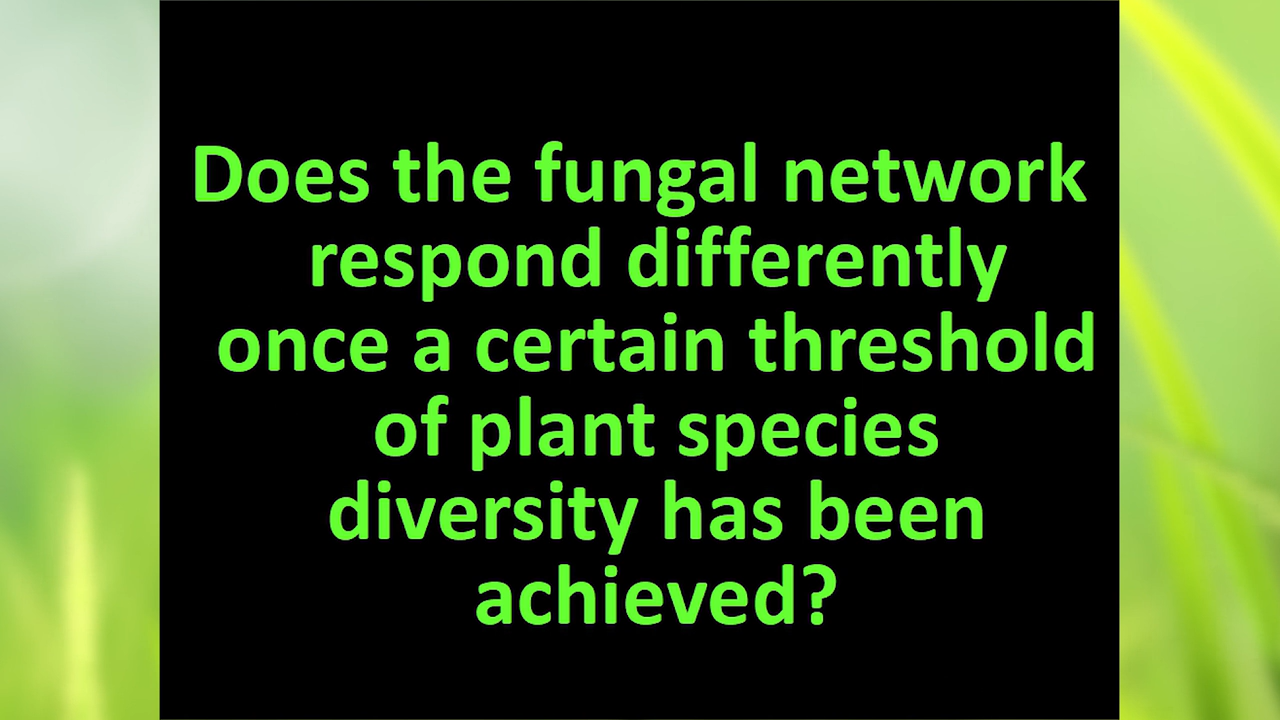 Does the fungal network
respond differently
once a certain threshold
of plant species
diversity has been
achieved?